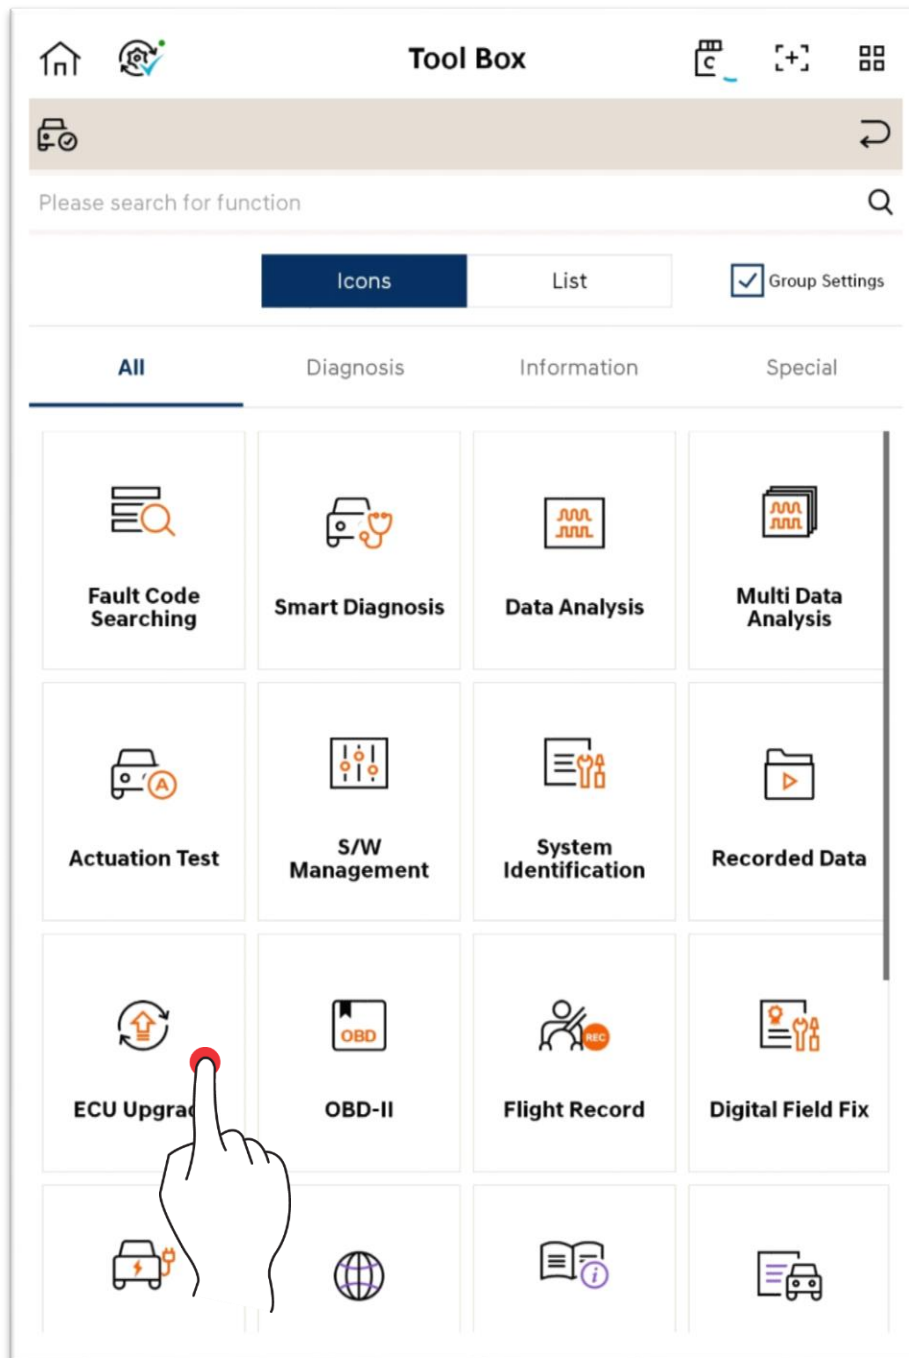 Tool Box
C
Please search for function
Icons
List
Group Settings
All
Diagnosis
Information
Special
Fault Code
Searching
Smart Diagnosis
Data Analysis
Multi Data
Analysis
A
Actuation Test
S/W
Management
System
Identification
Recorded Data
ECU Upgrad
OBD
OBD-II
REC
Flight Record
Digital Field Fix
i